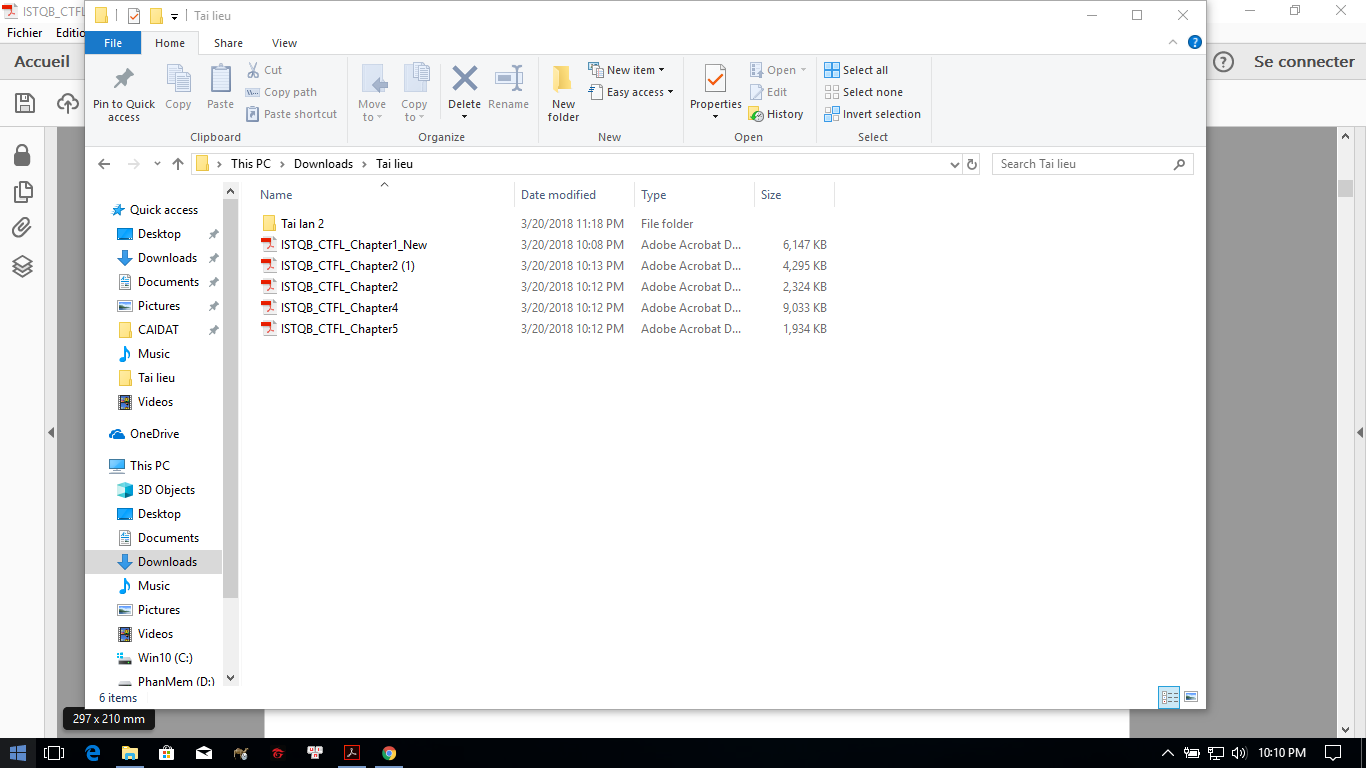 ISTQB_CTFL_
Tai lieu
Fichier Editio
File Home Share View
Accueil
Se connecter
Pin to Quick access
Copy
Paste
Cut
Copy path
Paste shortcut
Move to
Copy to
Delete
Rename
New folder
New item
Easy access
Properties
Open
Edit
History
Select all
Select none
Invert selection
Clipboard Organize New Open Select
This PC > Downloads > Tai lieu
Search Tai lieu
Name Date modified Type Size
Tai lan 2 3/20/2018 11:18 PM File folder
ISTQB_CTFL_Chapter1_New 3/20/2018 10:08 PM Adobe Acrobat D... 6,147 KB
ISTQB_CTFL_Chapter2 (1) 3/20/2018 10:13 PM Adobe Acrobat D... 4,295 KB
ISTQB_CTFL_Chapter2 3/20/2018 10:12 PM Adobe Acrobat D... 2,324 KB
ISTQB_CTFL_Chapter4 3/20/2018 10:12 PM Adobe Acrobat D... 9,033 KB
ISTQB_CTFL_Chapter5 3/20/2018 10:12 PM Adobe Acrobat D... 1,934 KB
Quick access
Desktop
Downloads
Documents
Pictures
CAIDAT
Music
Tai lieu
Videos
OneDrive
This PC
3D Objects
Desktop
Documents
Downloads
Music
Pictures
Videos
Win10 (C:)
PhanMem (D:)
6 items
297 x 210 mm
10:10 PM